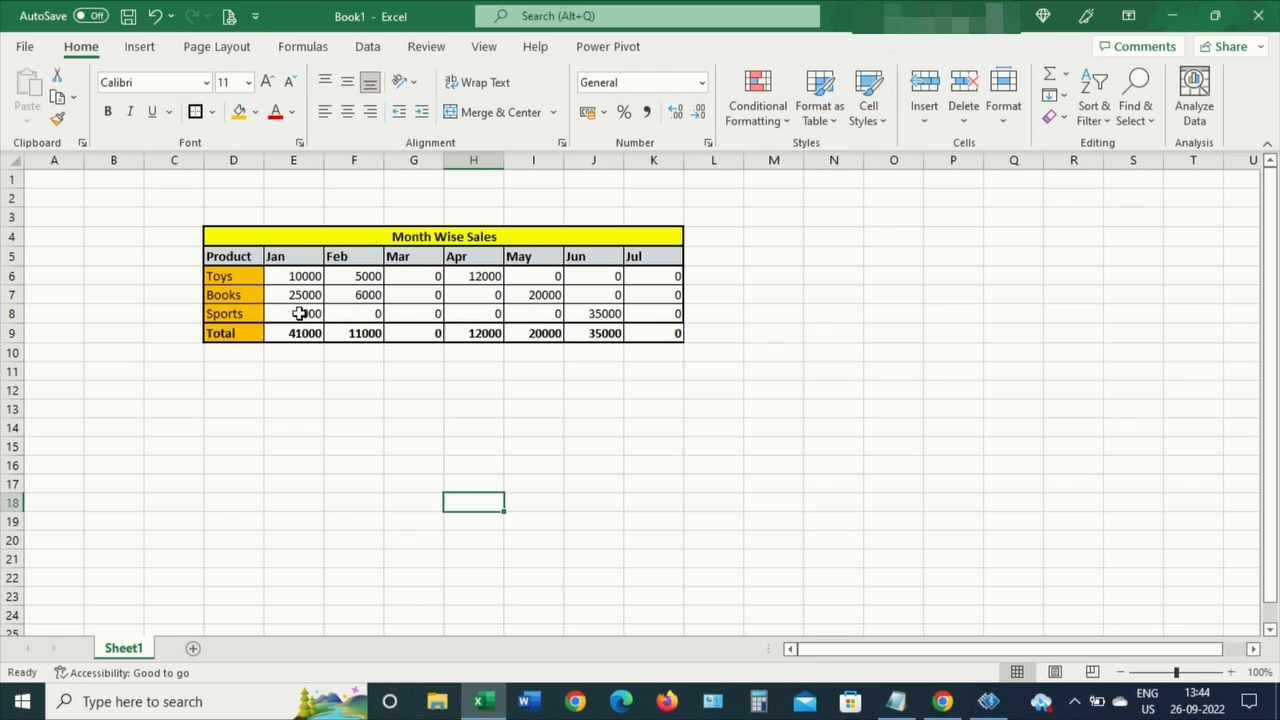 AutoSave Off Book1 - Excel Search (Alt+Q)
File Home Insert Page Layout Formulas Data Review View Help Power Pivot Comments Share
Paste Calibri 11 Wrap Text General Conditional Formatting Format as Table Cell Styles Insert Delete Format Sort & Filter Find & Select Analyze Data
B I U Merge & Center
Clipboard Font Alignment Number Styles Cells Editing Analysis
A B C D E F G H I J K L M N O P Q R S T U
1
2
3
4 Month Wise Sales
5 Product Jan Feb Mar Apr May Jun Jul
6 Toys 10000 5000 0 12000 0 0 0
7 Books 25000 6000 0 0 20000 0 0
8 Sports 0 0 0 0 35000 0
9 Total 41000 11000 0 12000 20000 35000 0
10
11
12
13
14
15
16
17
18
19
20
21
22
23
24
25
Sheet1
Ready Accessibility: Good to go 100%
Type here to search ENG US 13:44 26-09-2022